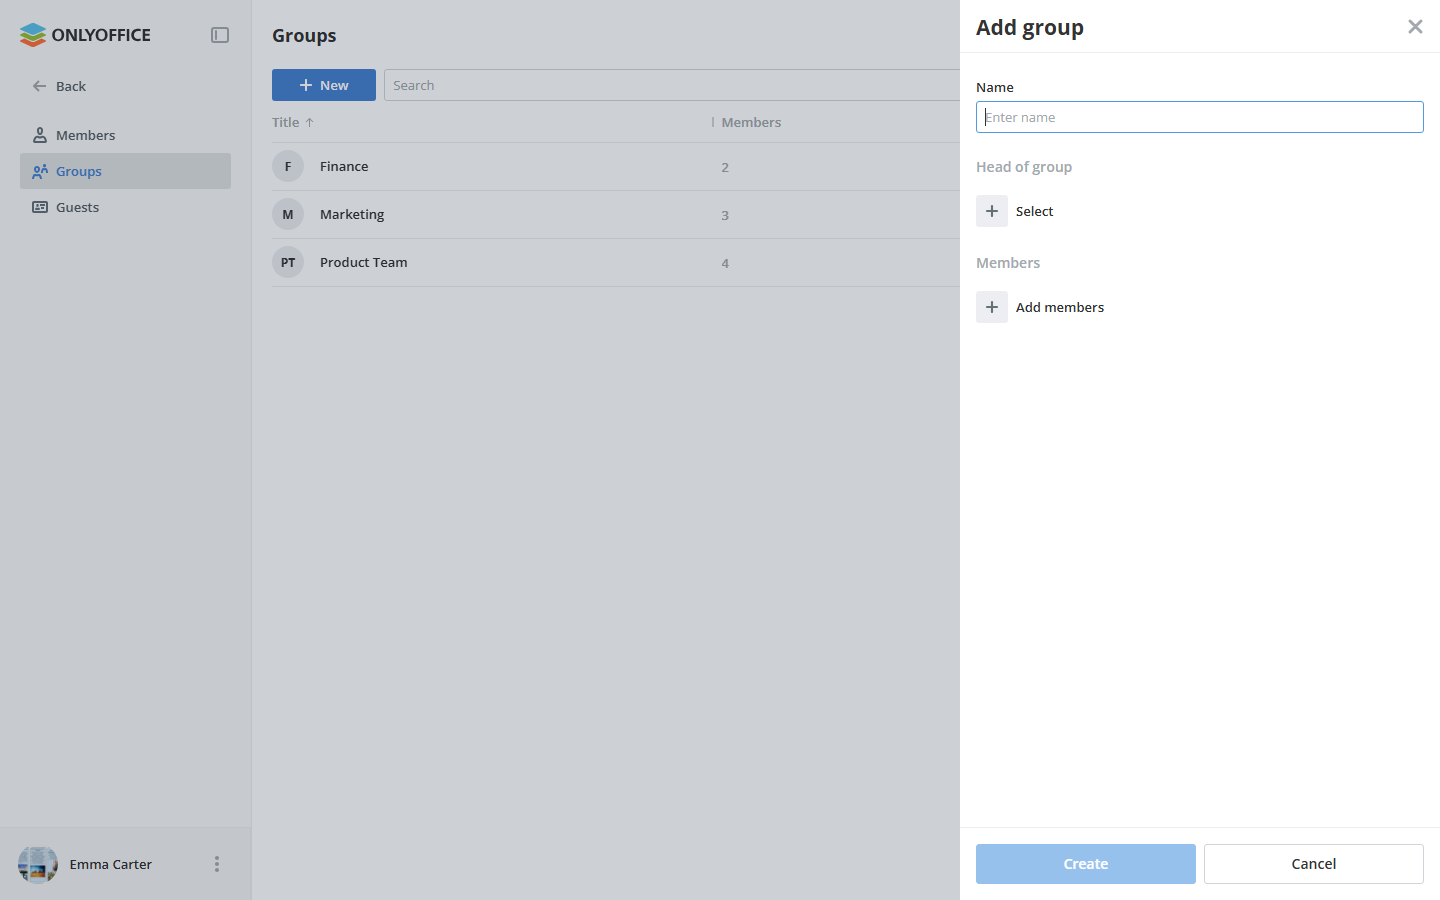 ONLYOFFICE
Back
Members
Groups
Guests
Emma Carter
Groups
New
Search
Title
Members
F
Finance
2
M
Marketing
3
PT
Product Team
4
Add group
Name
Enter name
Head of group
Select
Members
Add members
Create
Cancel